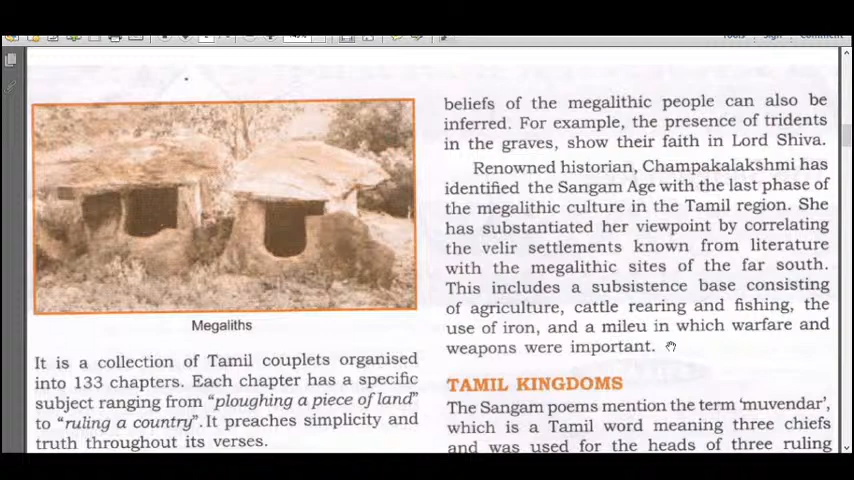 Megaliths
It is a collection of Tamil couplets organised
into 133 chapters. Each chapter has a specific
subject ranging from "ploughing a piece of land"
to "ruling a country". It preaches simplicity and
truth throughout its verses.
beliefs of the megalithic people can also be
inferred. For example, the presence of tridents
in the graves, show their faith in Lord Shiva.
Renowned historian, Champakalakshmi has
identified the Sangam Age with the last phase of
the megalithic culture in the Tamil region. She
has substantiated her viewpoint by correlating
the velir settlements known from literature
with the megalithic sites of the far south.
This includes a subsistence base consisting
of agriculture, cattle rearing and fishing, the
use of iron, and a mileu in which warfare and
weapons were important.
TAMIL KINGDOMS
The Sangam poems mention the term 'muvendar',
which is a Tamil word meaning three chiefs
and was used for the heads of three ruling